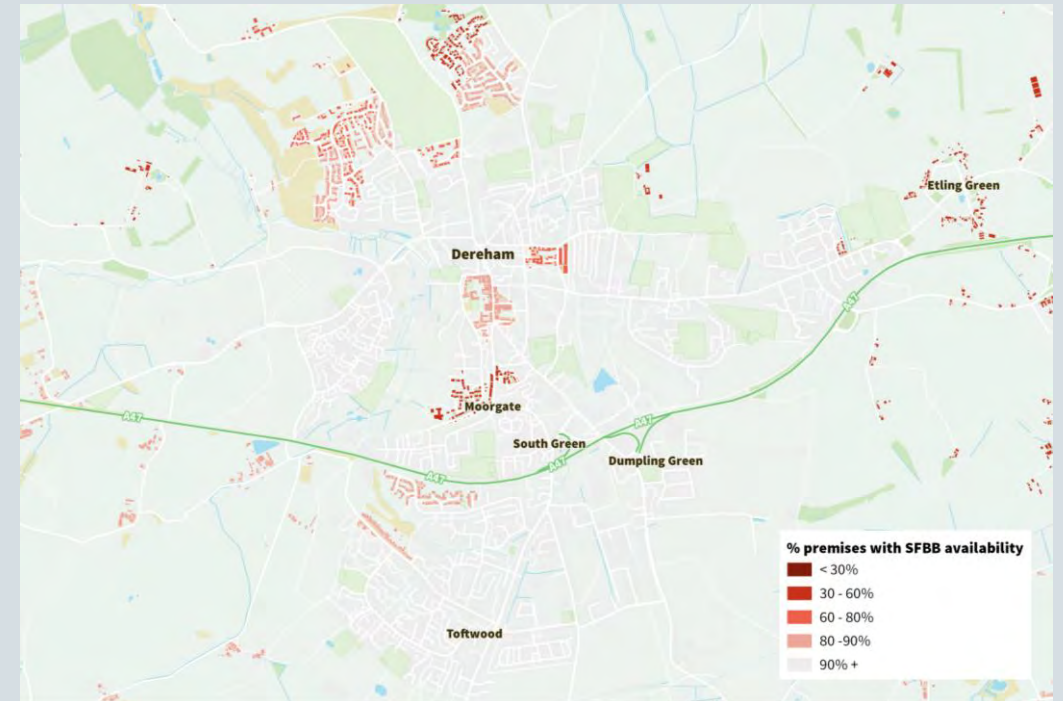 Etling Green
Dereham
A47
A47
Moorgate
A47
South Green
Dumpling Green
A47
A47
% premises with SFBB availability
< 30%
30 - 60%
60 - 80%
80 -90%
90% +
Toftwood